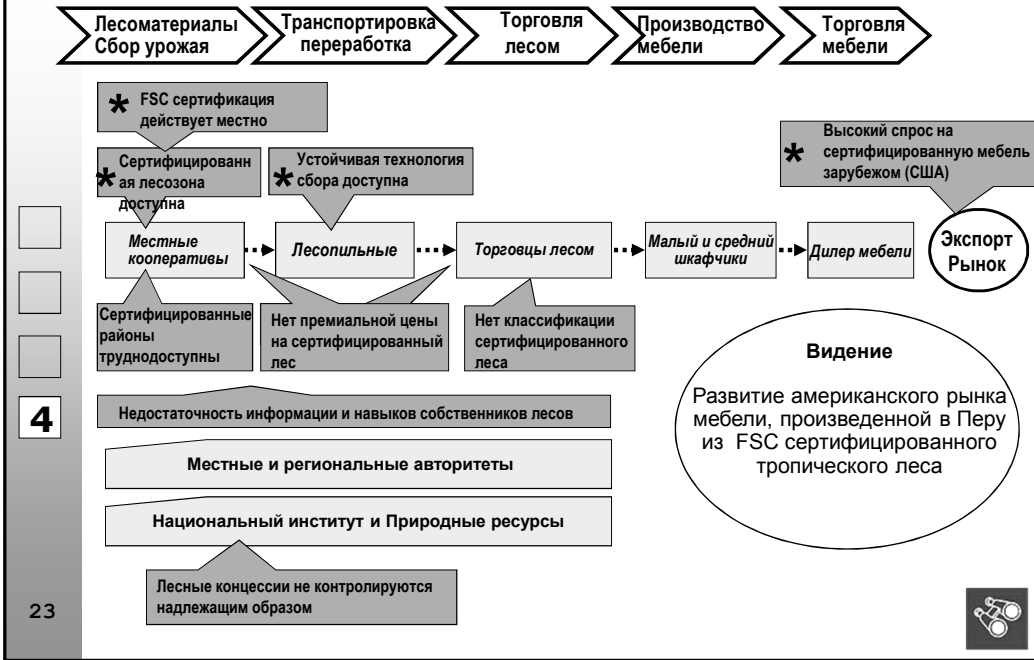 Лесоматериалы
Сбор урожая
Транспортировка
переработка
Торговля
лесом
Производство
мебели
Торговля
мебели
* FSC сертификация
действует местно
* Сертифицированн
ая лесозона
доступна
* Устойчивая технология
сбора доступна
* Высокий спрос на
сертифицированную мебель
зарубежом (США)
Местные
кооперативы
Лесопильные
Торговцы лесом
Малый и средний
шкафчики
Дилер мебели
Экспорт
Рынок
Сертифицированные
районы
труднодоступны
Нет премиальной цены
на сертифицированный
лес
Нет классификации
сертифицированного
леса
Видение
Развитие американского рынка
мебели, произведенной в Перу
из FSC сертифицированного
тропического леса
4
Недостаточность информации и навыков собственников лесов
Местные и региональные авторитеты
Национальный институт и Природные ресурсы
Лесные концессии не контролируются
надлежащим образом
23